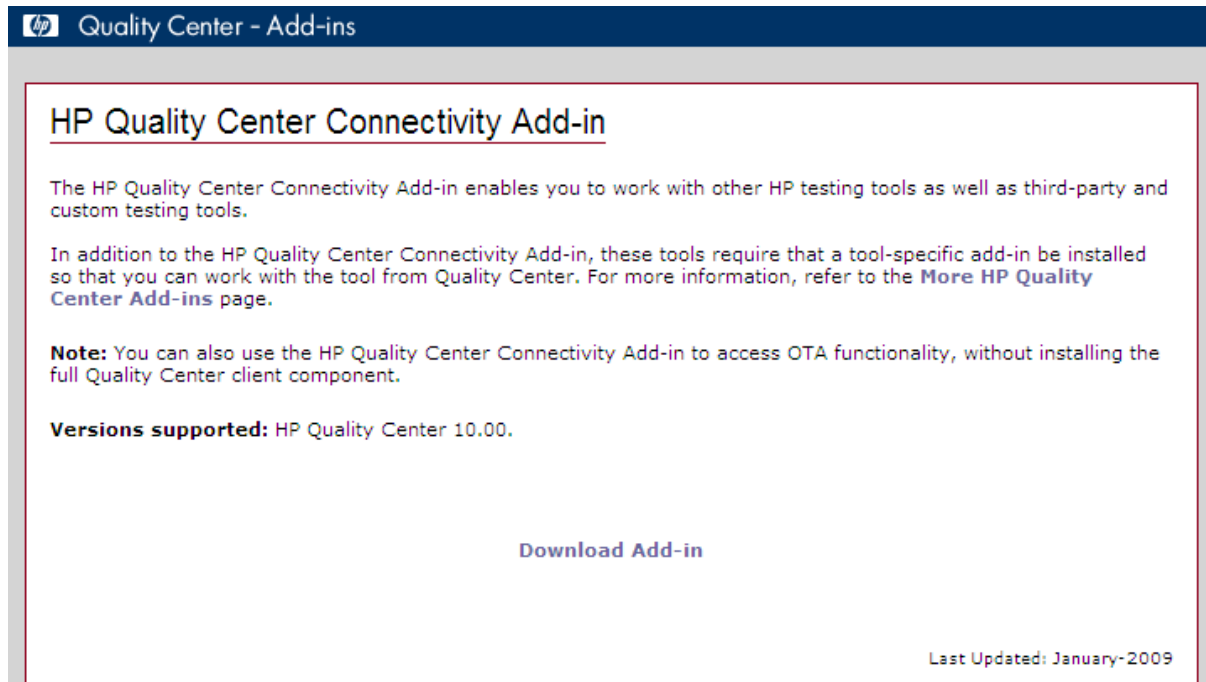 hp Quality Center - Add-ins
HP Quality Center Connectivity Add-in
The HP Quality Center Connectivity Add-in enables you to work with other HP testing tools as well as third-party and
custom testing tools.
In addition to the HP Quality Center Connectivity Add-in, these tools require that a tool-specific add-in be installed
so that you can work with the tool from Quality Center. For more information, refer to the More HP Quality
Center Add-ins page.
Note: You can also use the HP Quality Center Connectivity Add-in to access OTA functionality, without installing the
full Quality Center client component.
Versions supported: HP Quality Center 10.00.
Download Add-in
Last Updated: January-2009